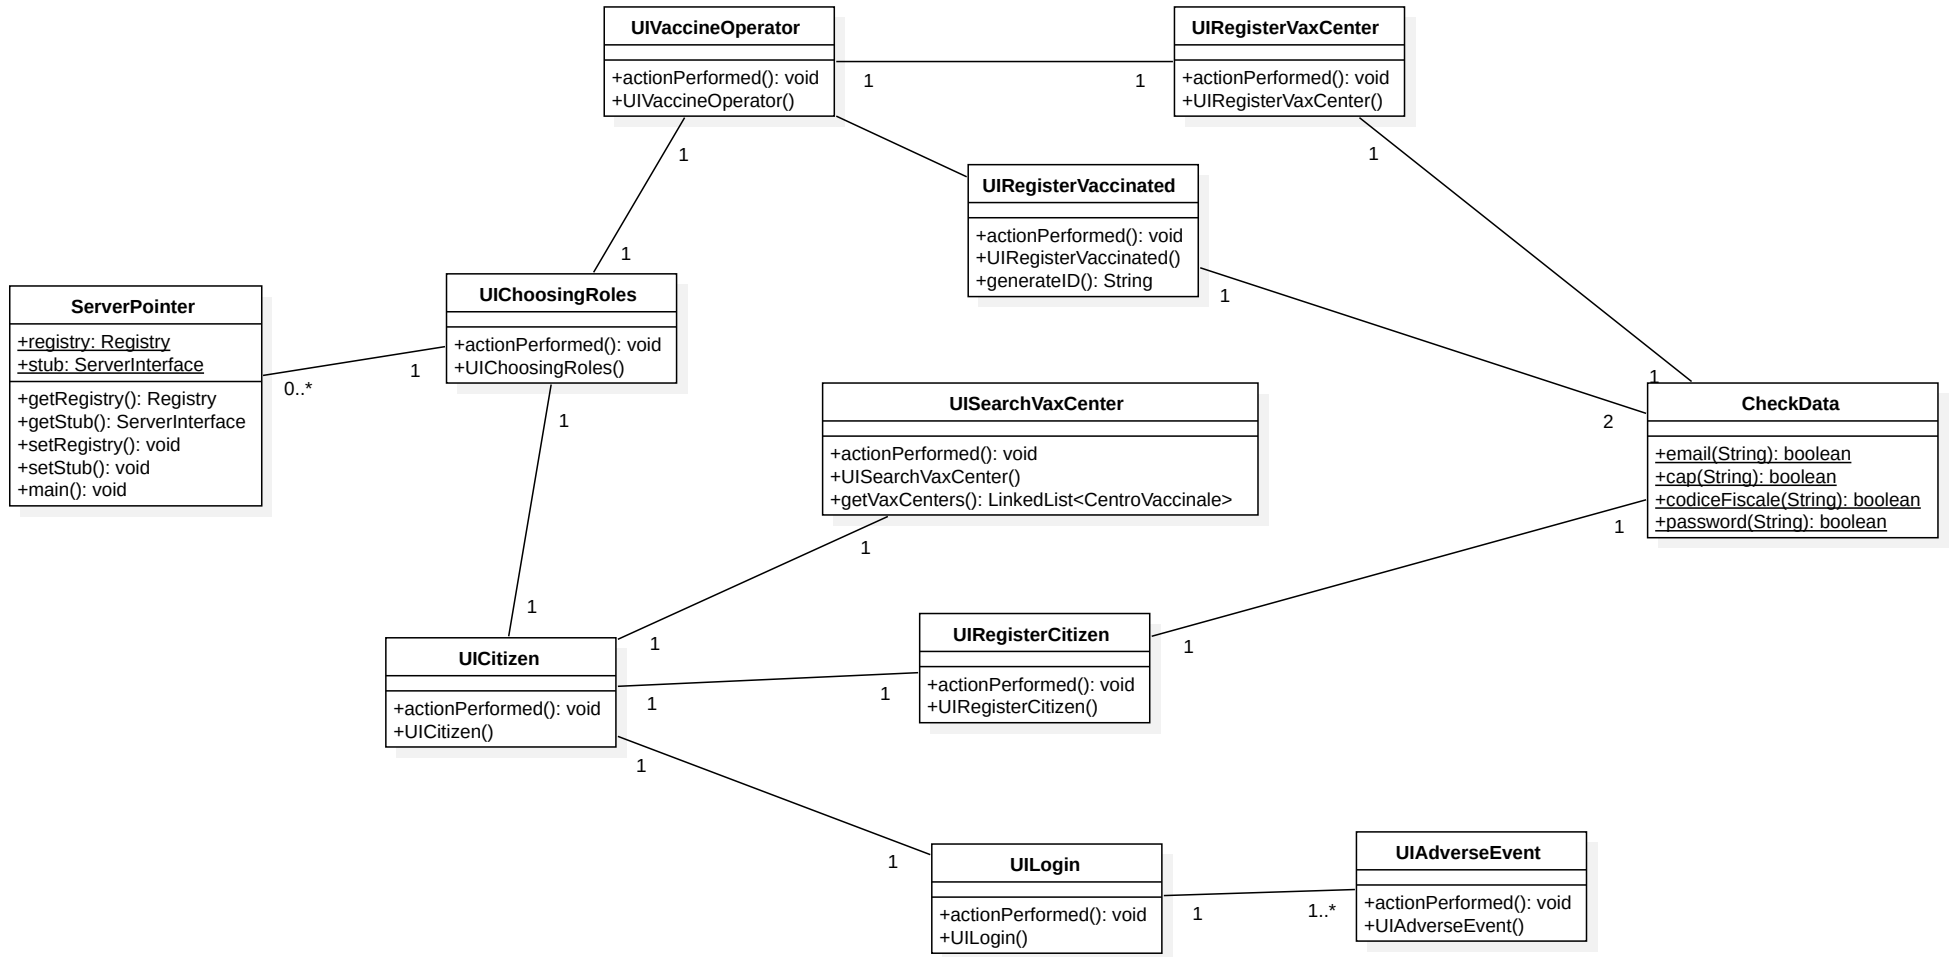 UIVaccineOperator
+actionPerformed(): void
+UIVaccineOperator()
1
1
UIRegisterVaxCenter
+actionPerformed(): void
+UIRegisterVaxCenter()
1
1
1
UIRegisterVaccinated
+actionPerformed(): void
+UIRegisterVaccinated()
+generateID(): String
1
2
ServerPointer
+registry: Registry
+stub: ServerInterface
+getRegistry(): Registry
+getStub(): ServerInterface
+setRegistry(): void
+setStub(): void
+main(): void
0..*
1
UIChoosingRoles
+actionPerformed(): void
+UIChoosingRoles()
1
1
UISearchVaxCenter
+actionPerformed(): void
+UISearchVaxCenter()
+getVaxCenters(): LinkedList<CentroVaccinale>
1
1
CheckData
+email(String): boolean
+cap(String): boolean
+codiceFiscale(String): boolean
+password(String): boolean
1
1
UICitizen
+actionPerformed(): void
+UICitizen()
1
1
1
1
UIRegisterCitizen
+actionPerformed(): void
+UIRegisterCitizen()
1
1
UILogin
+actionPerformed(): void
+UILogin()
1
1..*
UIAdverseEvent
+actionPerformed(): void
+UIAdverseEvent()